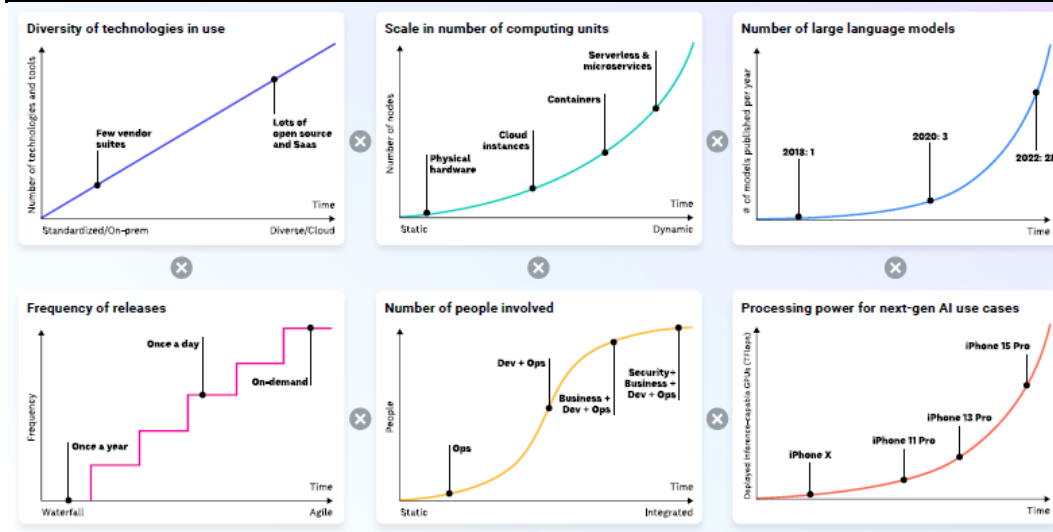 Diversity of technologies in use
Number of technologies and tools
Few vendor
suites
Lots of
open source
and Saas
Time
Standardized/On-prem
Diverse/Cloud
Scale in number of computing units
Number of nodes
Physical
hardware
Cloud
instances
Containers
Serverless &
microservices
Time
Static
Dynamic
Number of large language models
# of models published per year
2018: 1
2020: 3
2022: 28
Time
Frequency of releases
Frequency
Once a year
Once a day
On-demand
Time
Waterfall
Agile
Number of people involved
People
Ops
Dev + Ops
Business +
Dev + Ops
Security+
Business +
Dev + Ops
Time
Static
Integrated
Processing power for next-gen AI use cases
Deployed inference-capable GPUs (TFlops)
iPhone X
iPhone 11 Pro
iPhone 13 Pro
iPhone 15 Pro
Time